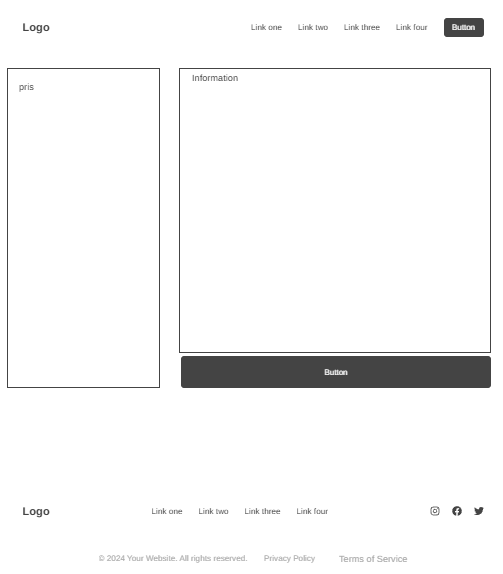 Logo
Link one Link two Link three Link four Button
pris
Information
Button
Logo
Link one Link two Link three Link four
© 2024 Your Website. All rights reserved. Privacy Policy Terms of Service